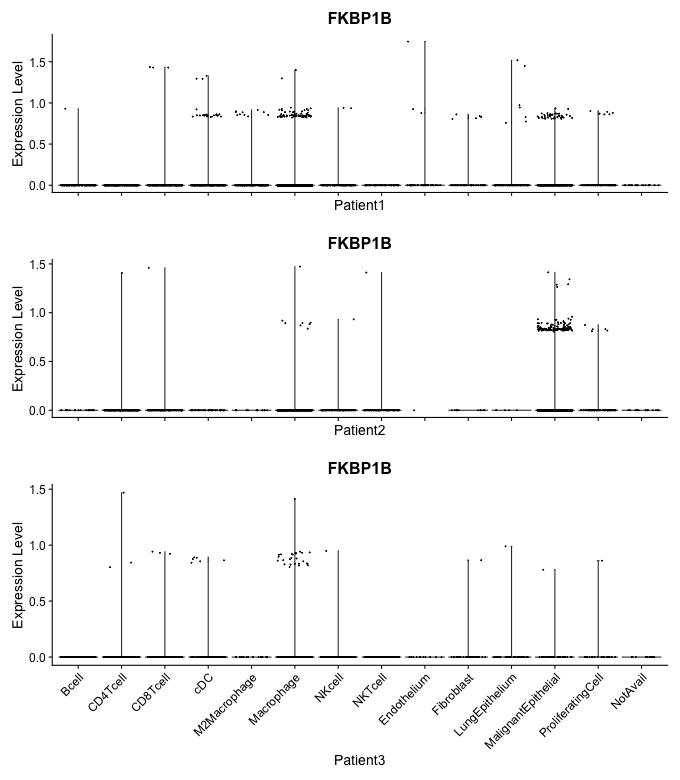 FKBP1B
Expression Level
1.5
1.0
0.5
0.0
Patient1
FKBP1B
Expression Level
1.5
1.0
0.5
0.0
Patient2
FKBP1B
Expression Level
1.5
1.0
0.5
0.0
Bcell
CD4Tcell
CD8Tcell
cDC
M2Macrophage
Macrophage
NKcell
NKTcell
Endothelium
Fibroblast
LungEpithelium
MalignantEpithelial
ProliferatingCell
NotAvail
Patient3